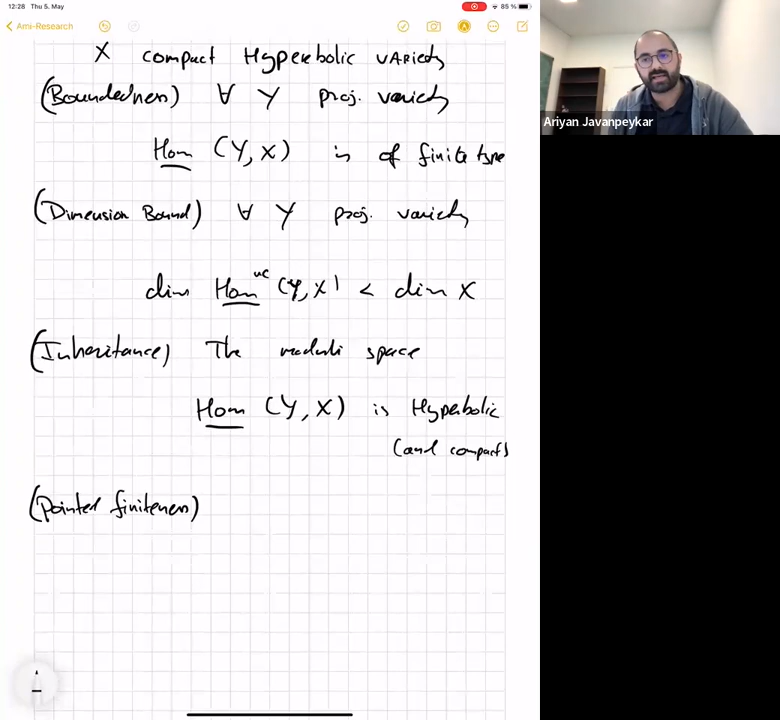 12:28 Thu 5. May
85 %
Ami-Research
X compact Hyperbolic variety
(Boundedness) ∀ Y proj. variety
Hom (Y, X) is of finite type
(Dimension Bound) ∀ Y proj. variety
dim Hom^nc (Y, X) < dim X
(Inheritance) The moduli space
Hom (Y, X) is Hyperbolic
(and compact)
(Pointed finiteness)
Ariyan Javanpeykar